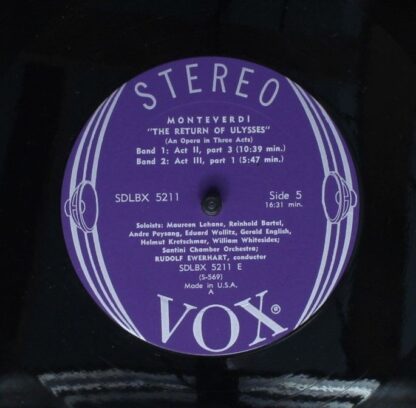 STEREO
MONTEVERDI
"THE RETURN OF ULYSSES"
(An Opera in Three Acts)
Band 1: Act II, part 3 (10:39 min.)
Band 2: Act III, part 1 (5:47 min.)
SDLBX 5211
Side 5
16:31 min.
Soloists: Maureen Lehane, Reinhold Bartel,
Andre Peysang, Eduard Wollitz, Gerald English,
Helmut Kretschmar, William Whitesides;
Santini Chamber Orchestra;
RUDOLF EWERHART, conductor
SDLBX 5211 E
(S-569)
Made in U.S.A.
A
VOX®